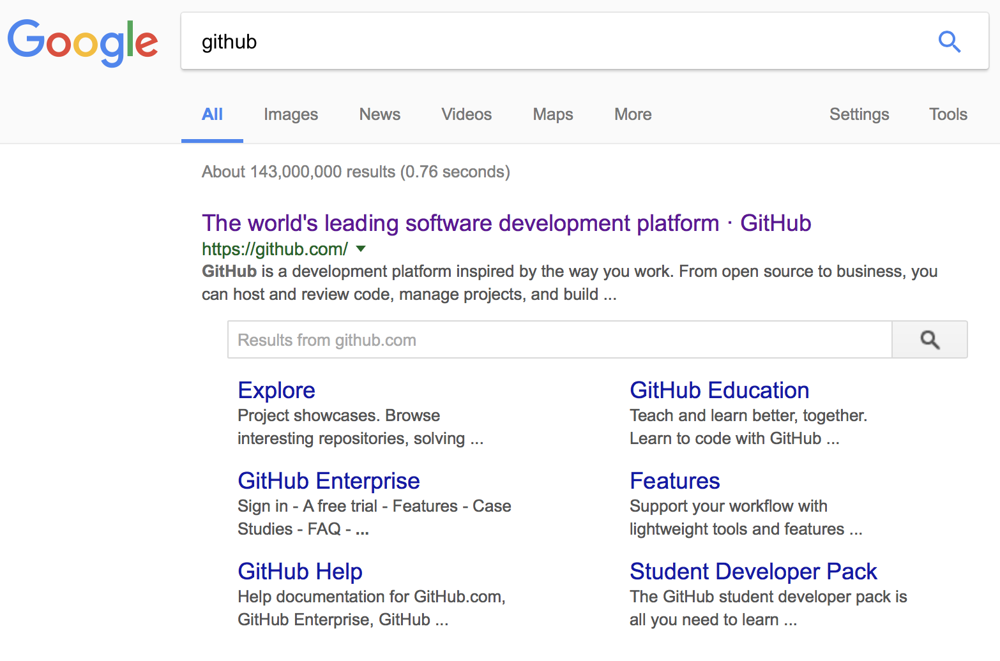 Google
github
All Images News Videos Maps More Settings Tools
About 143,000,000 results (0.76 seconds)
The world's leading software development platform · GitHub
https://github.com/
GitHub is a development platform inspired by the way you work. From open source to business, you
can host and review code, manage projects, and build ...
Results from github.com
Explore
Project showcases. Browse
interesting repositories, solving ...
GitHub Education
Teach and learn better, together.
Learn to code with GitHub ...
GitHub Enterprise
Sign in - A free trial - Features - Case
Studies - FAQ - ...
Features
Support your workflow with
lightweight tools and features ...
GitHub Help
Help documentation for GitHub.com,
GitHub Enterprise, GitHub ...
Student Developer Pack
The GitHub student developer pack is
all you need to learn ...